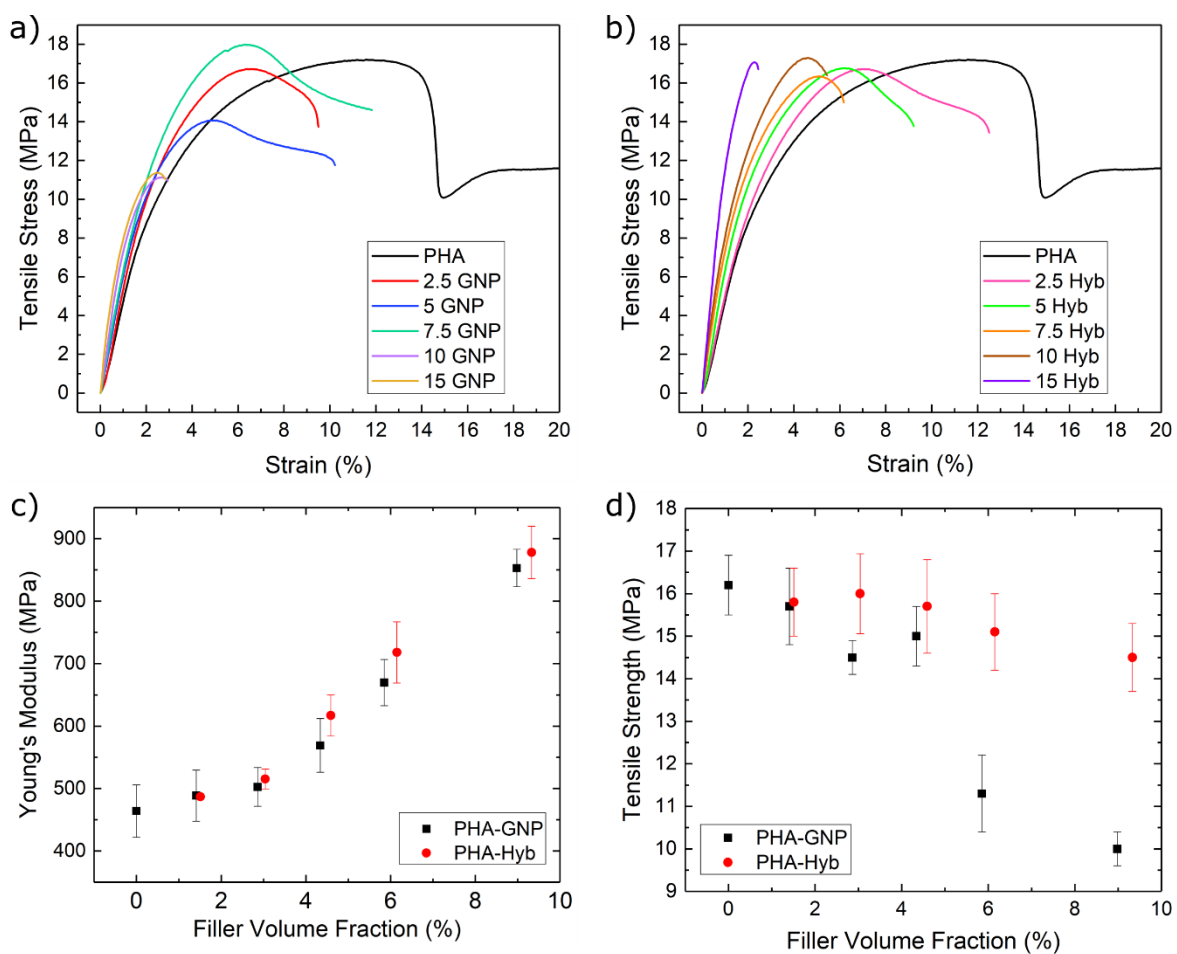 a)
Tensile Stress (MPa)
18
16
14
12
10
8
6
4
2
0
PHA
2.5 GNP
5 GNP
7.5 GNP
10 GNP
15 GNP
0 2 4 6 8 10 12 14 16 18 20
Strain (%)
b)
Tensile Stress (MPa)
18
16
14
12
10
8
6
4
2
0
PHA
2.5 Hyb
5 Hyb
7.5 Hyb
10 Hyb
15 Hyb
0 2 4 6 8 10 12 14 16 18 20
Strain (%)
c)
Young's Modulus (MPa)
900
800
700
600
500
400
PHA-GNP
PHA-Hyb
0 2 4 6 8 10
Filler Volume Fraction (%)
d)
Tensile Strength (MPa)
18
17
16
15
14
13
12
11
10
9
PHA-GNP
PHA-Hyb
0 2 4 6 8 10
Filler Volume Fraction (%)